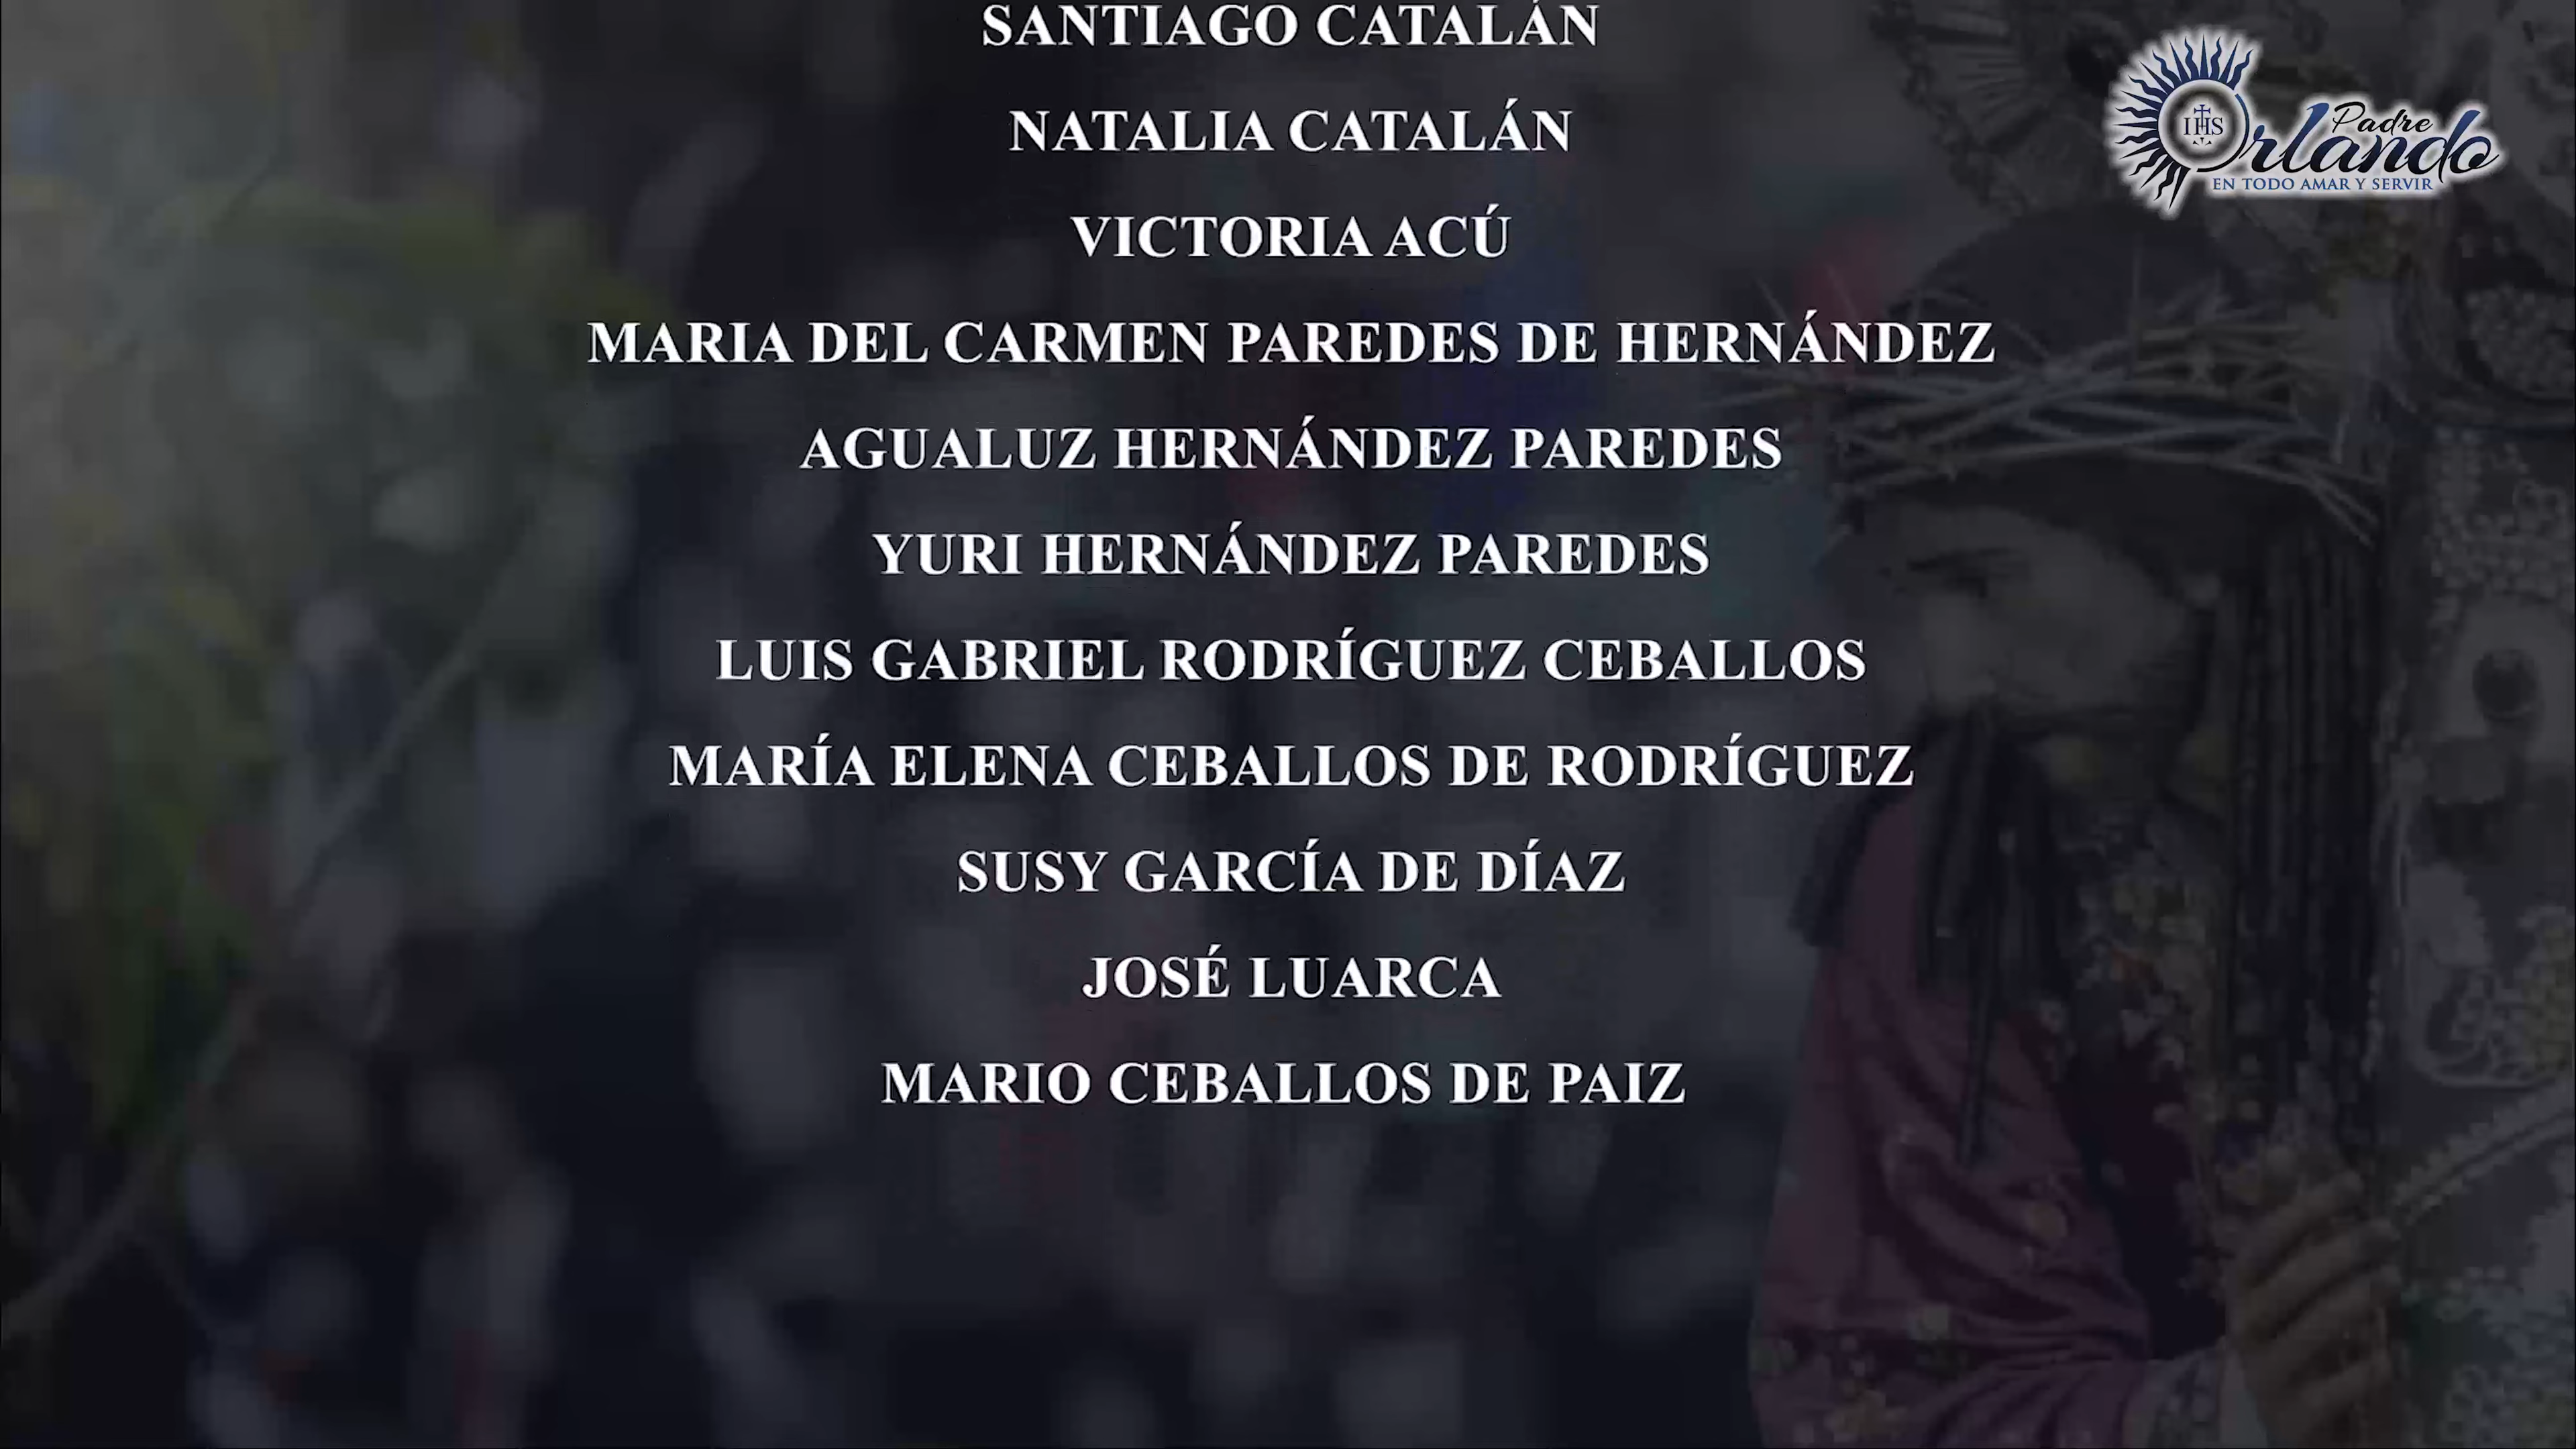 SANTIAGO CATALÁN
NATALIA CATALÁN
VICTORIA ACÚ
MARIA DEL CARMEN PAREDES DE HERNÁNDEZ
AGUALUZ HERNÁNDEZ PAREDES
YURI HERNÁNDEZ PAREDES
LUIS GABRIEL RODRÍGUEZ CEBALLOS
MARÍA ELENA CEBALLOS DE RODRÍGUEZ
SUSY GARCÍA DE DÍAZ
JOSÉ LUARCA
MARIO CEBALLOS DE PAIZ
IHS
Padre
Orlando
EN TODO AMAR Y SERVIR